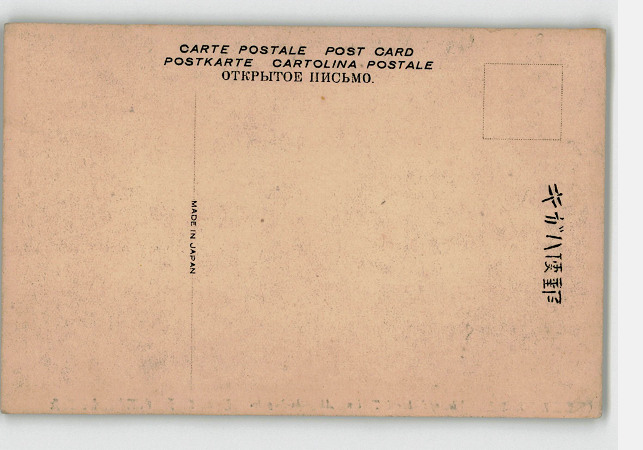 CARTE POSTALE POST CARD
POSTKARTE CARTOLINA POSTALE
ОТКРЫТОЕ ПИСЬМО.
MADE IN JAPAN
郵便ハガキ